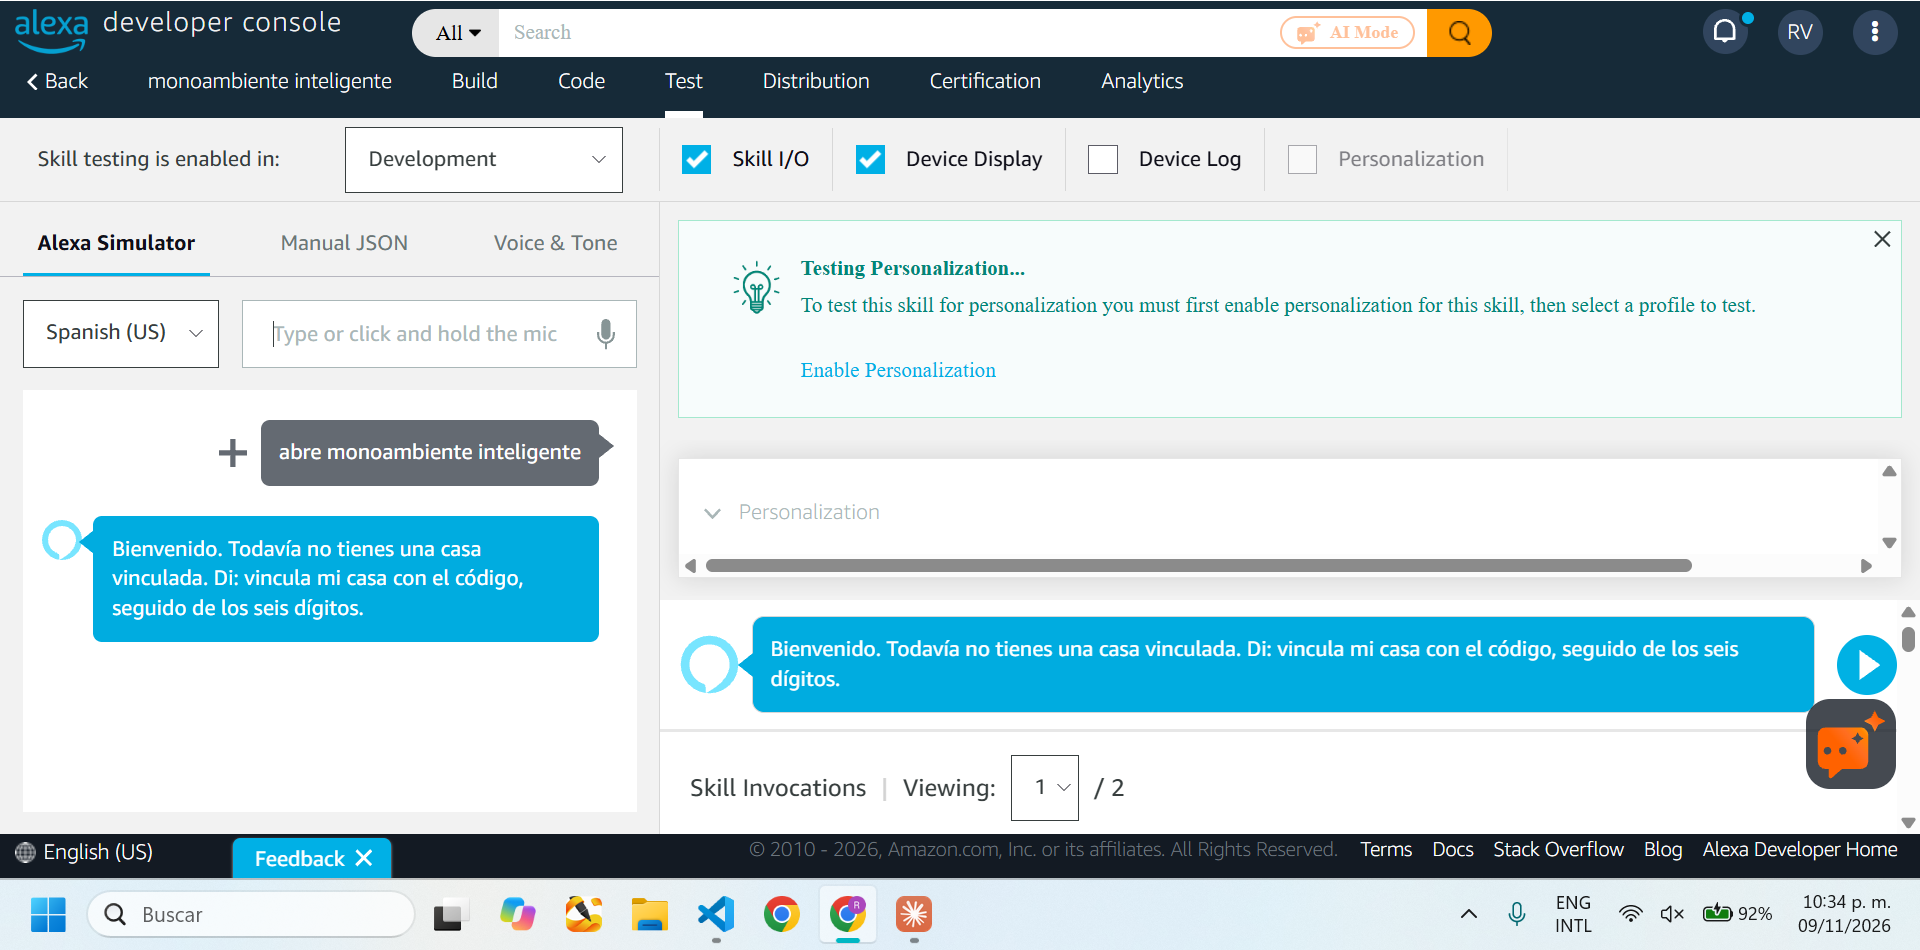 alexa developer console
All
Search
AI Mode
RV
Back
monoambiente inteligente
Build
Code
Test
Distribution
Certification
Analytics
Skill testing is enabled in:
Development
Skill I/O
Device Display
Device Log
Personalization
Alexa Simulator
Manual JSON
Voice & Tone
Spanish (US)
Type or click and hold the mic
abre monoambiente inteligente
Bienvenido. Todavía no tienes una casa
vinculada. Di: vincula mi casa con el código,
seguido de los seis dígitos.
Testing Personalization...
To test this skill for personalization you must first enable personalization for this skill, then select a profile to test.
Enable Personalization
Personalization
Bienvenido. Todavía no tienes una casa vinculada. Di: vincula mi casa con el código, seguido de los seis
dígitos.
Skill Invocations | Viewing: 1 / 2
English (US)
Feedback
© 2010 - 2026, Amazon.com, Inc. or its affiliates. All Rights Reserved.
Terms
Docs
Stack Overflow
Blog
Alexa Developer Home
Buscar
R
ENG
INTL
92%
10:34 p. m.
09/11/2026